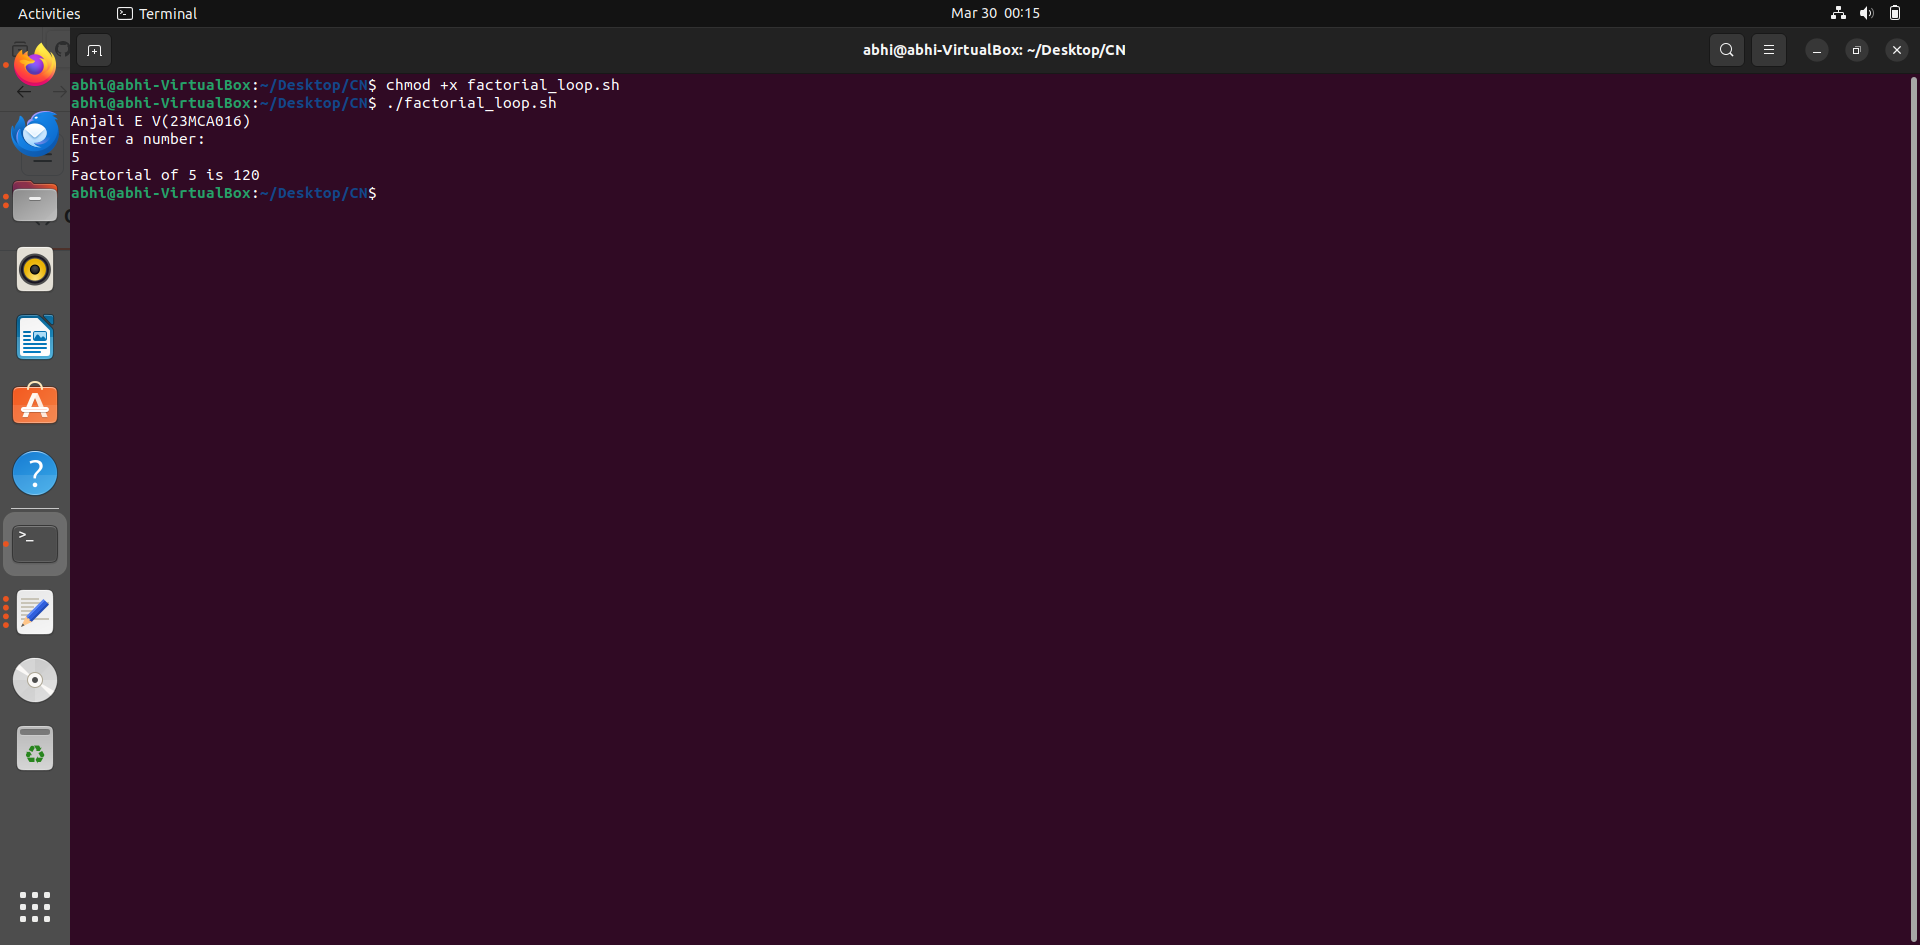 Activities Terminal Mar 30 00:15
abhi@abhi-VirtualBox: ~/Desktop/CN
abhi@abhi-VirtualBox:~/Desktop/CN$ chmod +x factorial_loop.sh
abhi@abhi-VirtualBox:~/Desktop/CN$ ./factorial_loop.sh
Anjali E V(23MCA016)
Enter a number:
5
Factorial of 5 is 120
abhi@abhi-VirtualBox:~/Desktop/CN$